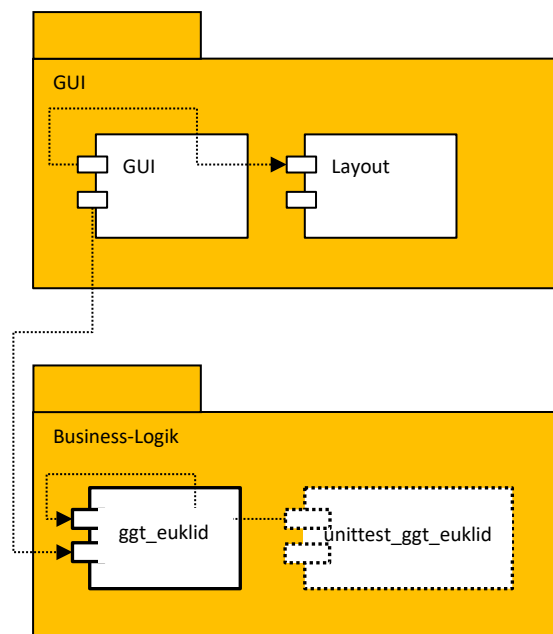 GUI
GUI
Layout
Business-Logik
ggt_euklid
unittest_ggt_euklid